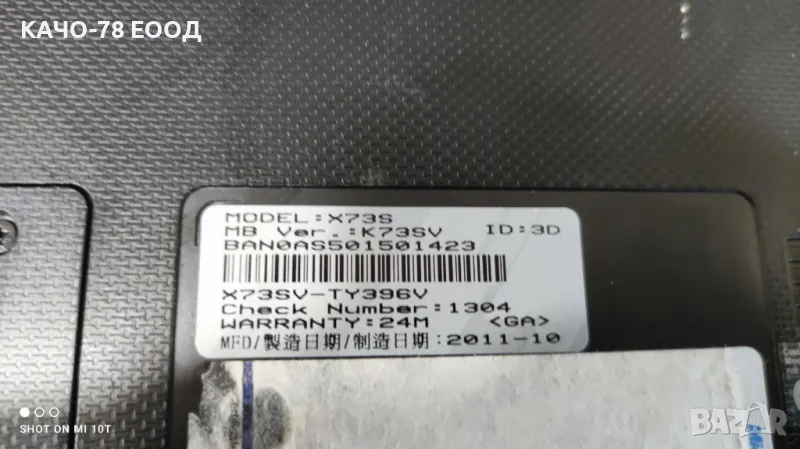 КАЧО-78 ЕООД
MODEL:X73S
MB Ver.:K73SV ID:3D
BAN0AS501501423
X73SV-TY396V
Check Number:1304
WARRANTY:24M <GA>
MFD/製造日期/制造日期:2011-10
SHOT ON MI 10T
BAZAR